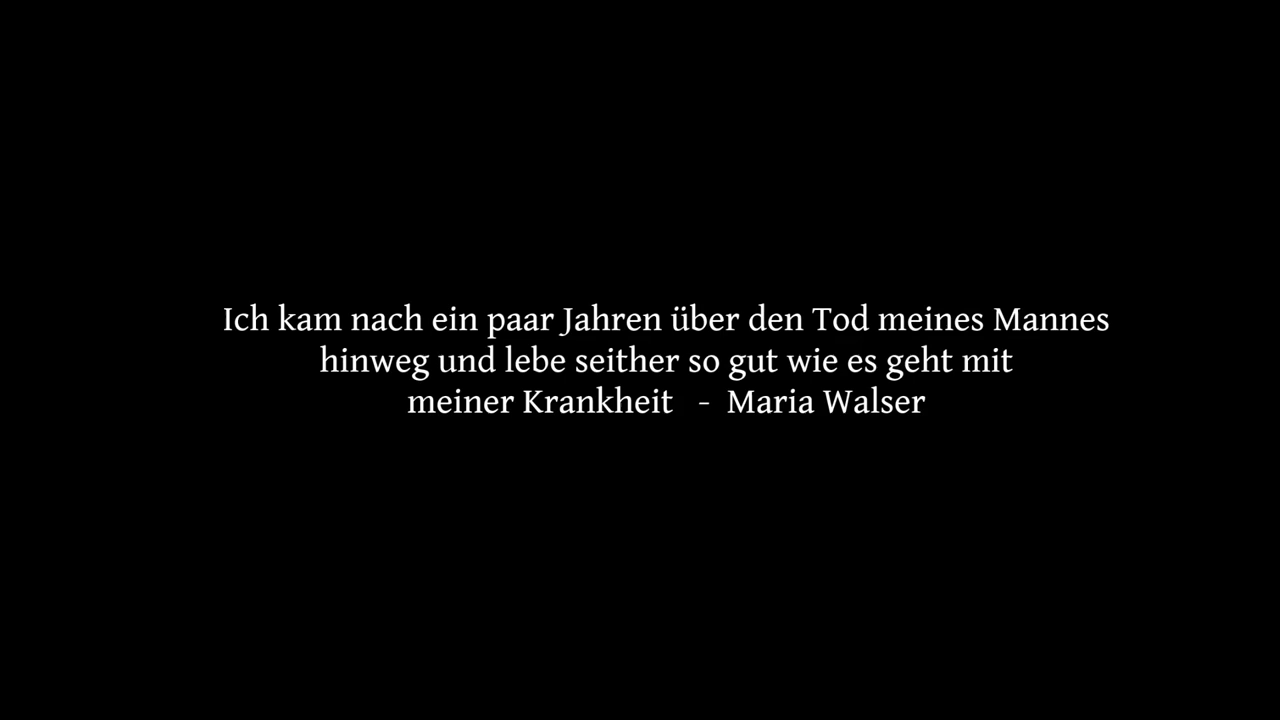 Ich kam nach ein paar Jahren über den Tod meines Mannes
hinweg und lebe seither so gut wie es geht mit
meiner Krankheit - Maria Walser